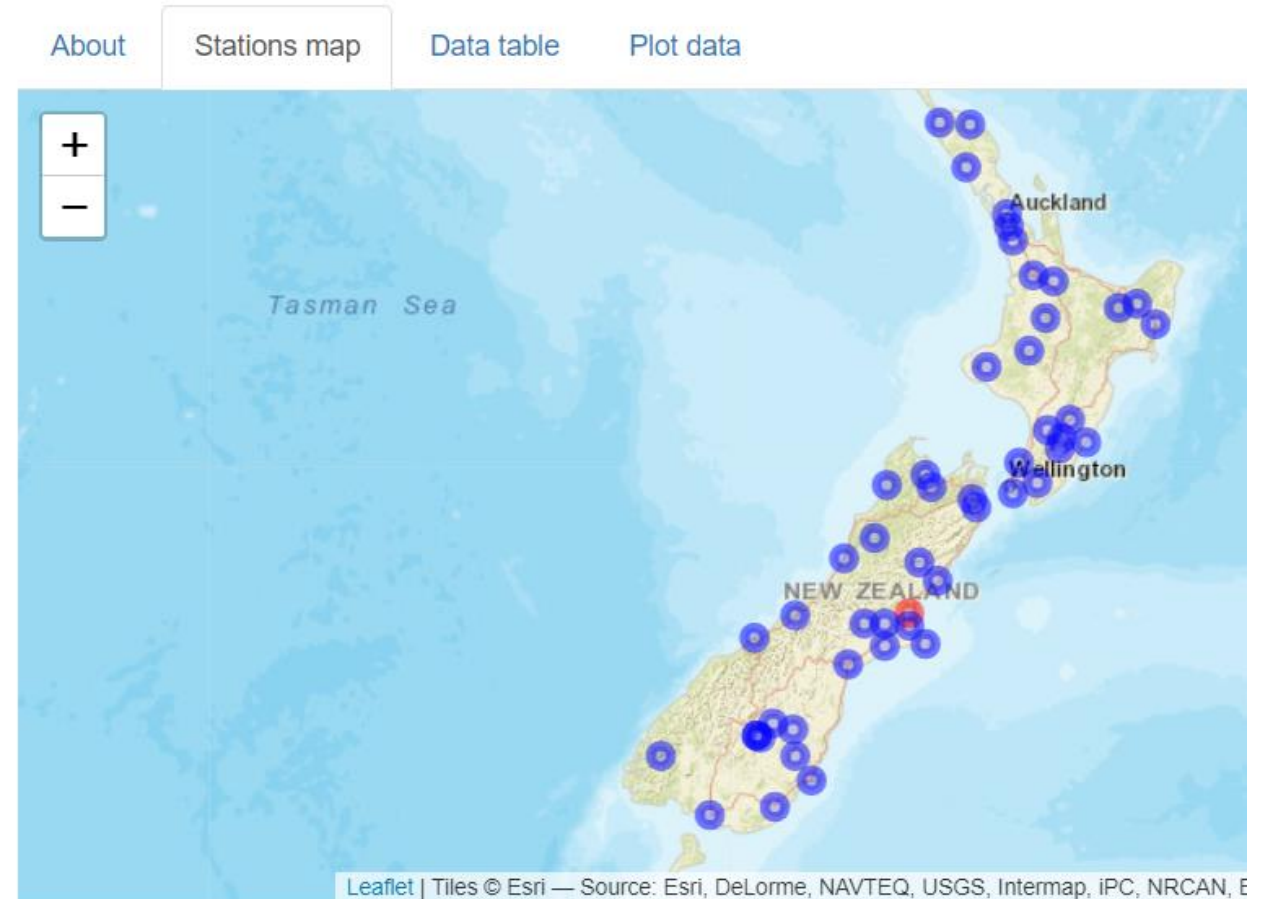 About Stations map Data table Plot data
+
−
Auckland
Tasman Sea
Wellington
NEW ZEALAND
Leaflet | Tiles © Esri — Source: Esri, DeLorme, NAVTEQ, USGS, Intermap, iPC, NRCAN, E